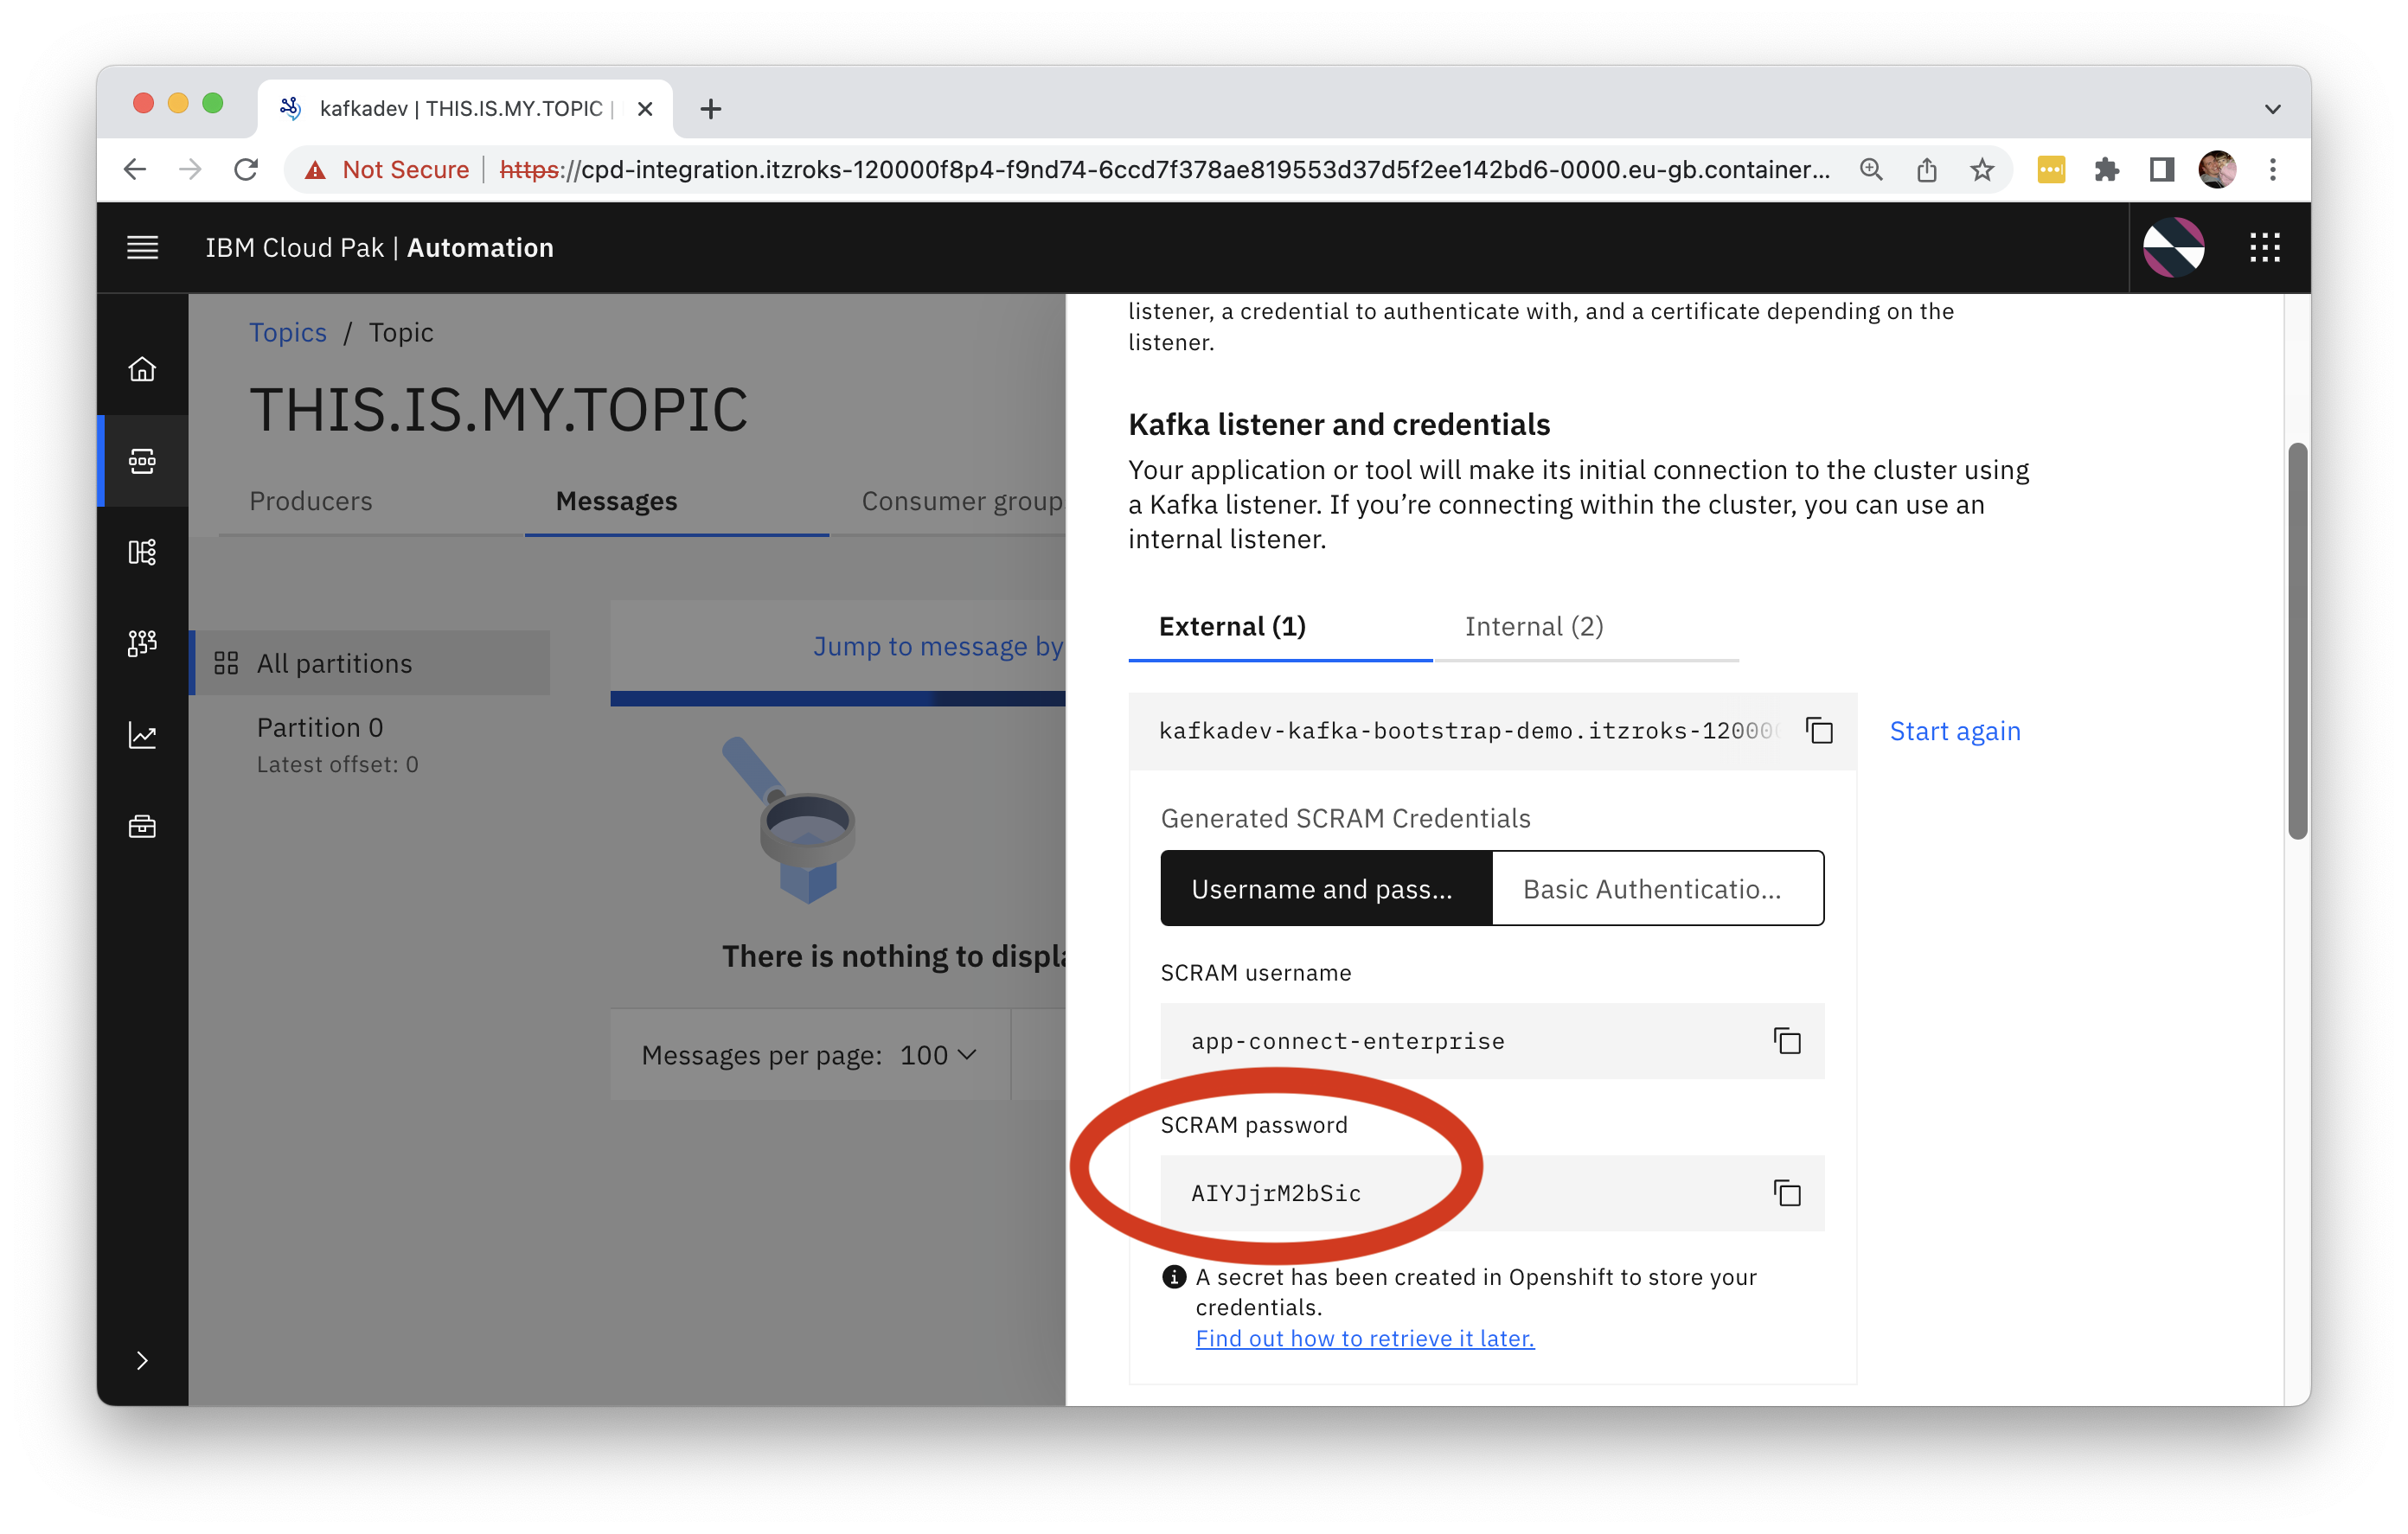 kafkadev | THIS.IS.MY.TOPIC |
Not Secure | https://cpd-integration.itzroks-120000f8p4-f9nd74-6ccd7f378ae819553d37d5f2ee142bd6-0000.eu-gb.container...
IBM Cloud Pak | Automation
Topics / Topic
THIS.IS.MY.TOPIC
Producers
Messages
Consumer group
All partitions
Partition 0
Latest offset: 0
Jump to message by
There is nothing to displa
Messages per page: 100
listener, a credential to authenticate with, and a certificate depending on the
listener.
Kafka listener and credentials
Your application or tool will make its initial connection to the cluster using
a Kafka listener. If you’re connecting within the cluster, you can use an
internal listener.
External (1)
Internal (2)
kafkadev-kafka-bootstrap-demo.itzroks-120000
Start again
Generated SCRAM Credentials
Username and pass...
Basic Authenticatio...
SCRAM username
app-connect-enterprise
SCRAM password
AIYJjrM2bSic
A secret has been created in Openshift to store your
credentials.
Find out how to retrieve it later.